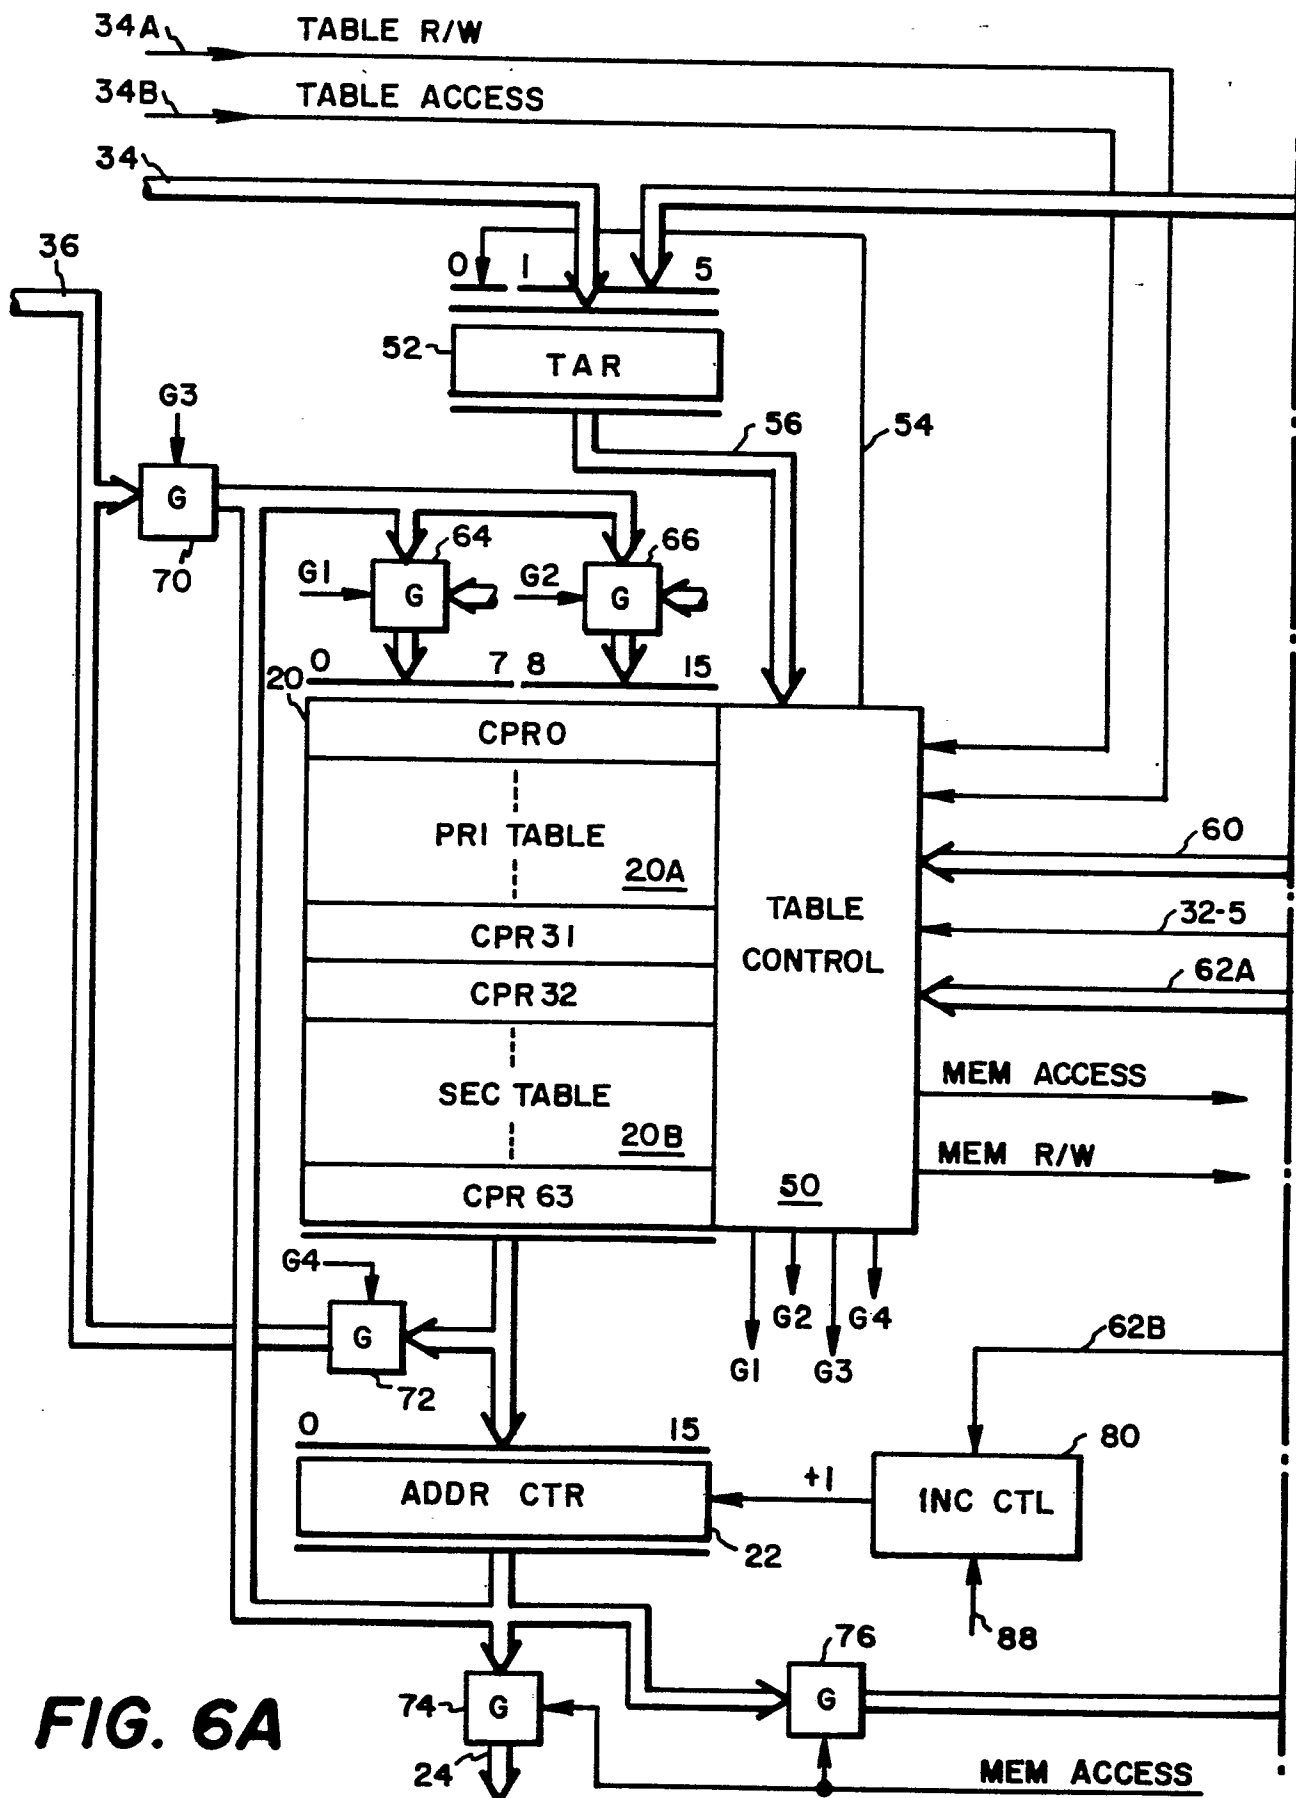 34A TABLE R/W
34B TABLE ACCESS
34
36
0 1 5
52 TAR
G3
56 54
G
70
64 66
G1 G G2 G
0 7 8 15
20
CPR0
PRI TABLE
20A
60
TABLE
CONTROL
32-5
CPR31
62A
CPR32
MEM ACCESS
SEC TABLE
20B
MEM R/W
50
CPR 63
G4
G2 G4
G
62B
G1 G3
72
0 15
80
ADDR CTR
+1
INC CTL
22
88
76
74 G
G
FIG. 6A
24
MEM ACCESS